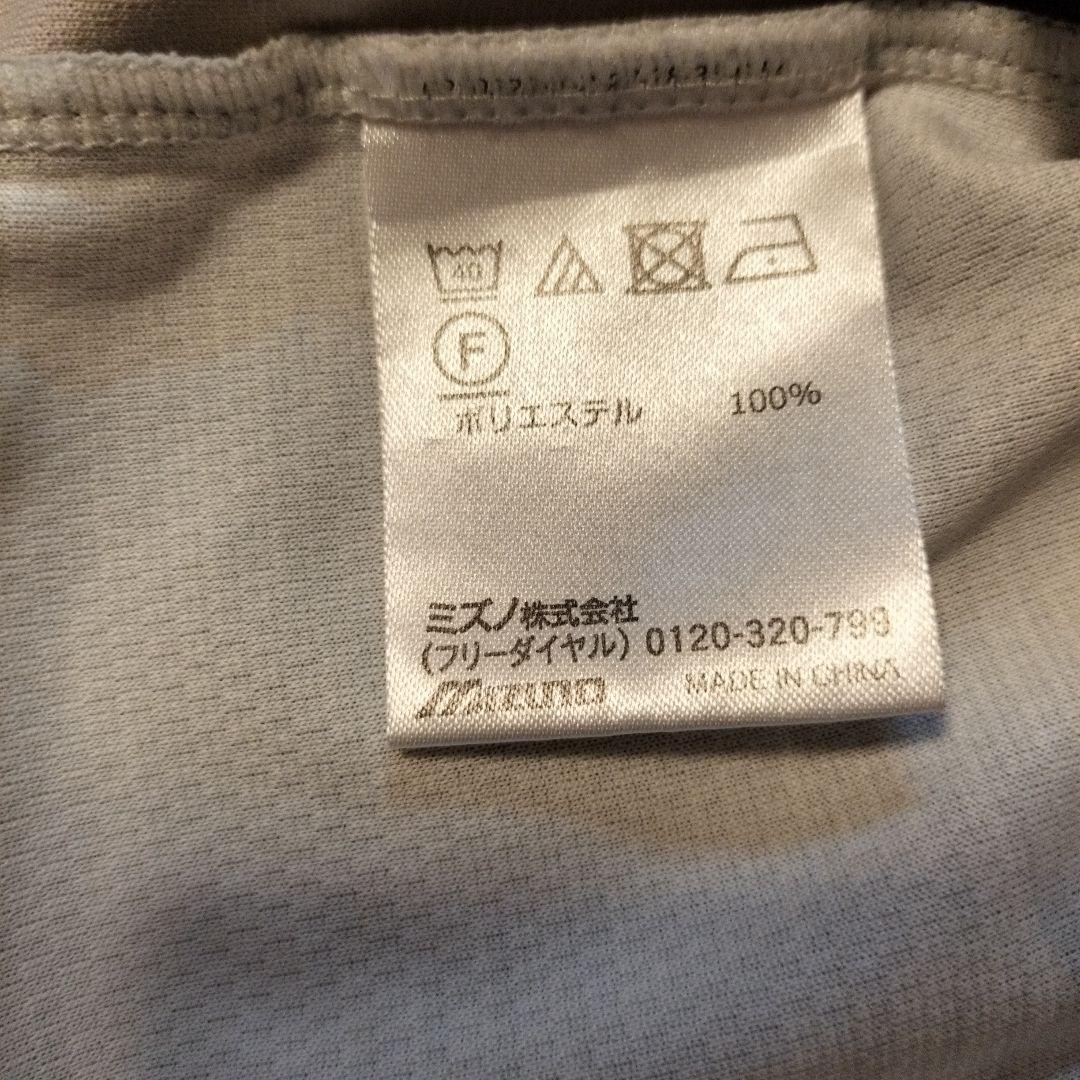 40
F
ポリエステル 100%
ミズノ株式会社
(フリーダイヤル) 0120-320-799
MIZUNO MADE IN CHINA